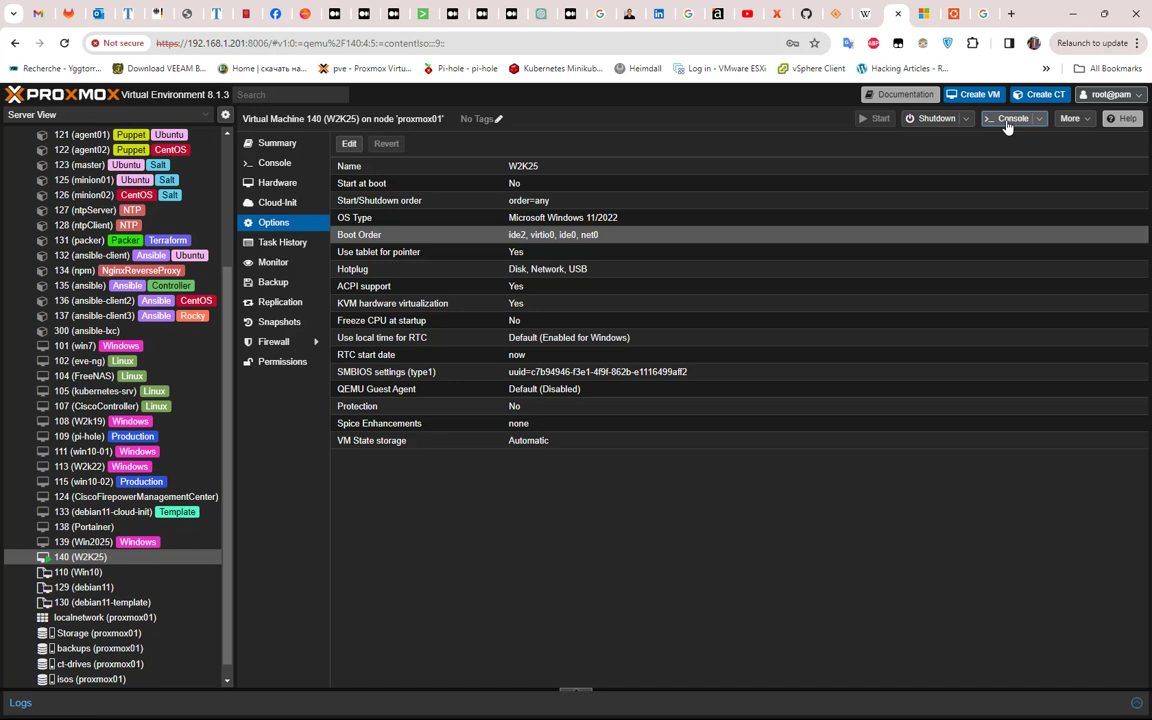 Not secure https://192.168.1.201:8006/#v1:0:=qemu%2F140:4:5:=contentIso:::9::
Relaunch to update
Recherche - Yggtorr... Download VEEAM B... Home | скачать на... pve - Proxmox Virtu... Pi-hole - pi-hole Kubernetes Minikub... Heimdall Log in - VMware ESXi vSphere Client Hacking Articles - R... » All Bookmarks
PROXMOX Virtual Environment 8.1.3 Search Documentation Create VM Create CT root@pam
Server View Virtual Machine 140 (W2K25) on node 'proxmox01' No Tags Start Shutdown >_ Console More Help
121 (agent01) Puppet Ubuntu
122 (agent02) Puppet CentOS
123 (master) Ubuntu Salt
125 (minion01) Ubuntu Salt
126 (minion02) CentOS Salt
127 (ntpServer) NTP
128 (ntpClient) NTP
131 (packer) Packer Terraform
132 (ansible-client) Ansible Ubuntu
134 (npm) NginxReverseProxy
135 (ansible) Ansible Controller
136 (ansible-client2) Ansible CentOS
137 (ansible-client3) Ansible Rocky
300 (ansible-lxc)
101 (win7) Windows
102 (eve-ng) Linux
104 (FreeNAS) Linux
105 (kubernetes-srv) Linux
107 (CiscoController) Linux
108 (W2k19) Windows
109 (pi-hole) Production
111 (win10-01) Windows
113 (W2k22) Windows
115 (win10-02) Production
124 (CiscoFirepowerManagementCenter)
133 (debian11-cloud-init) Template
138 (Portainer)
139 (Win2025) Windows
140 (W2K25)
110 (Win10)
129 (debian11)
130 (debian11-template)
localnetwork (proxmox01)
Storage (proxmox01)
backups (proxmox01)
ct-drives (proxmox01)
isos (proxmox01)
Summary
>_ Console
Hardware
Cloud-Init
Options
Task History
Monitor
Backup
Replication
Snapshots
Firewall
Permissions
Edit Revert
Name W2K25
Start at boot No
Start/Shutdown order order=any
OS Type Microsoft Windows 11/2022
Boot Order ide2, virtio0, ide0, net0
Use tablet for pointer Yes
Hotplug Disk, Network, USB
ACPI support Yes
KVM hardware virtualization Yes
Freeze CPU at startup No
Use local time for RTC Default (Enabled for Windows)
RTC start date now
SMBIOS settings (type1) uuid=c7b94946-f3e1-4f9f-862b-e1116499aff2
QEMU Guest Agent Default (Disabled)
Protection No
Spice Enhancements none
VM State storage Automatic
Logs